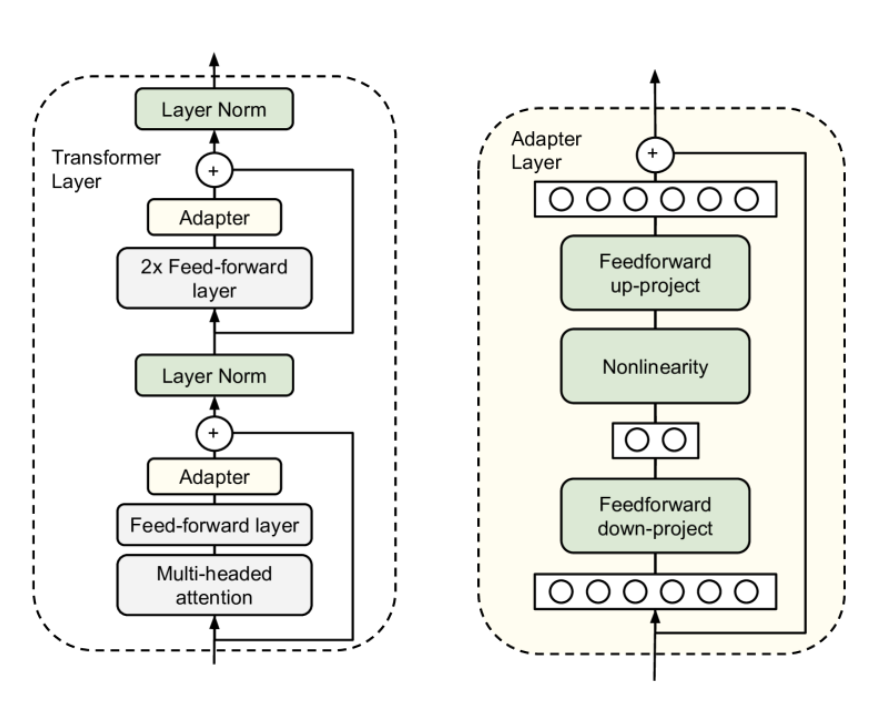 Layer Norm
Transformer
Layer
+
Adapter
2x Feed-forward
layer
Layer Norm
+
Adapter
Feed-forward layer
Multi-headed
attention
Adapter
Layer
+
Feedforward
up-project
Nonlinearity
Feedforward
down-project